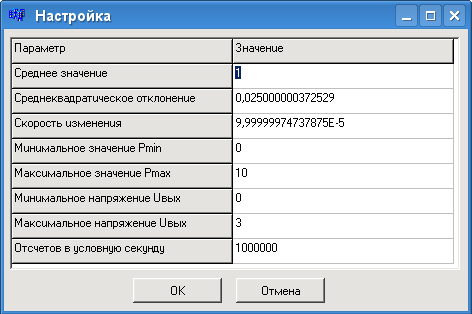 Настройка
Параметр Значение
Среднее значение 1
Среднеквадратическое отклонение 0,025000000372529
Скорость изменения 9,99999974737875E-5
Минимальное значение Pmin 0
Максимальное значение Pmax 10
Минимальное напряжение Uвых 0
Максимальное напряжение Uвых 3
Отсчетов в условную секунду 1000000
OK Отмена